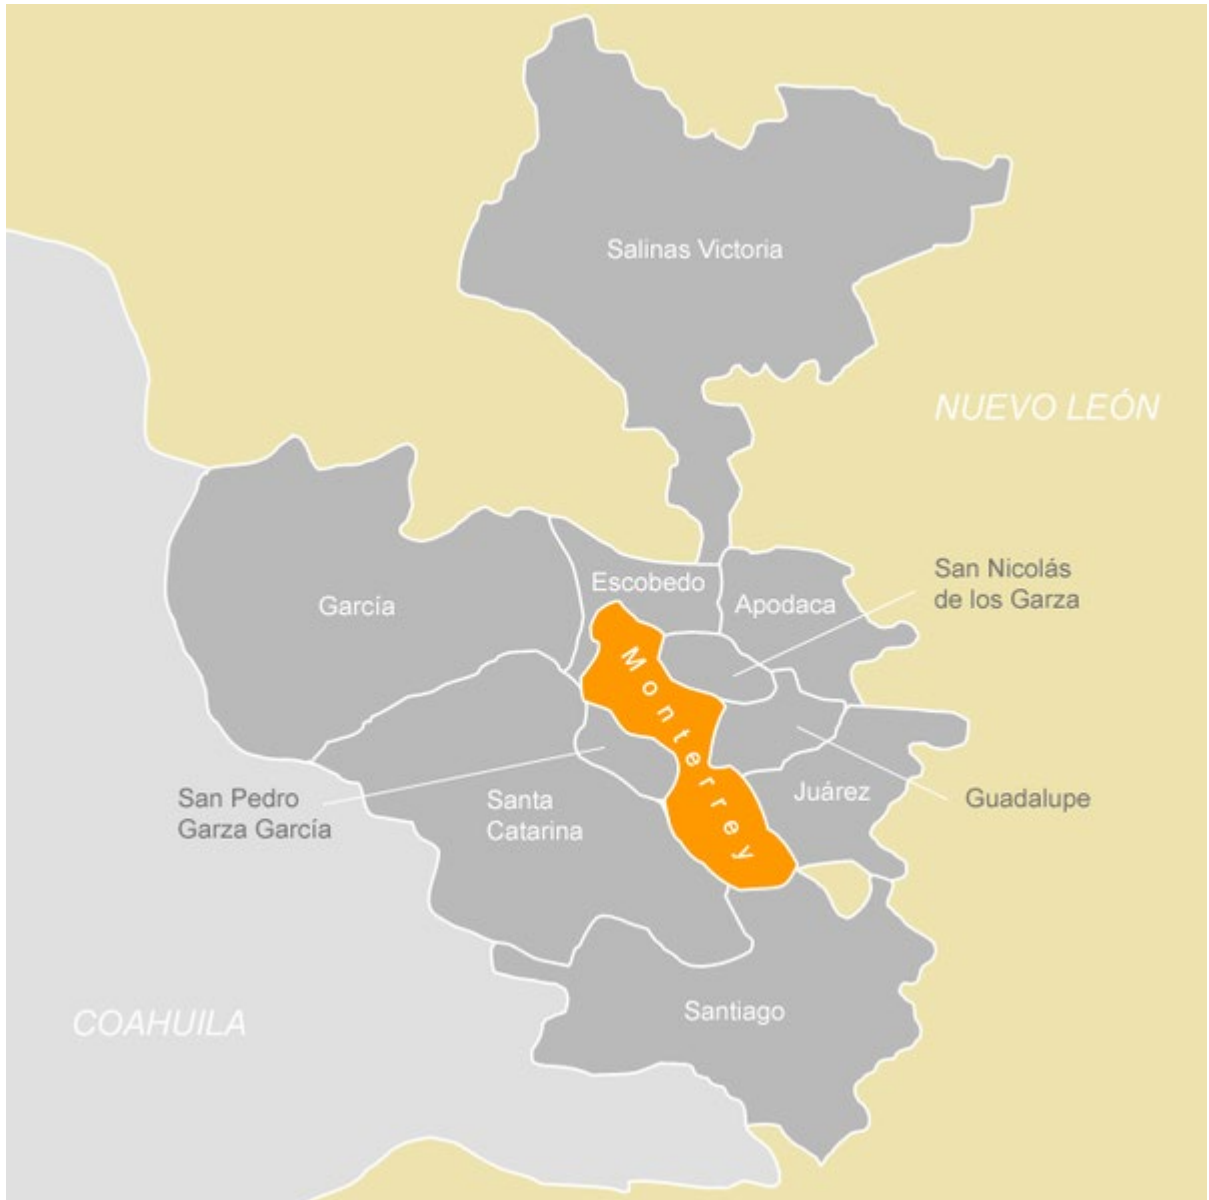 Salinas Victoria
NUEVO LEÓN
San Nicolás
de los Garza
Escobedo
Apodaca
García
Monterrey
San Pedro
Garza García
Santa
Catarina
Juárez
Guadalupe
Santiago
COAHUILA